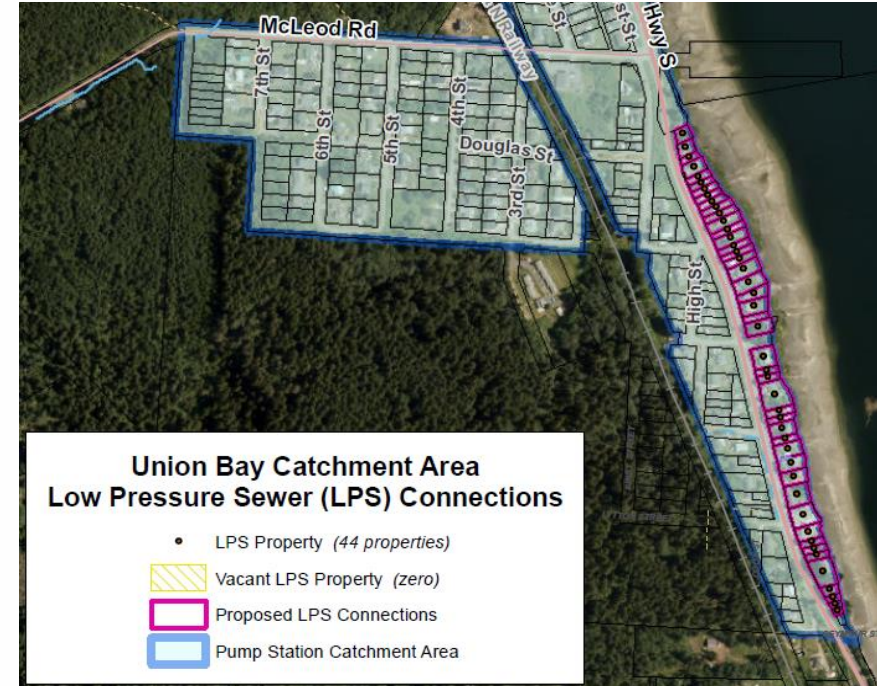 McLeod Rd
Hwy S
Railway
7th St
6th St
5th St
4th St
Douglas St
3rd St
High St
Union Bay Catchment Area
Low Pressure Sewer (LPS) Connections
LPS Property (44 properties)
Vacant LPS Property (zero)
Proposed LPS Connections
Pump Station Catchment Area